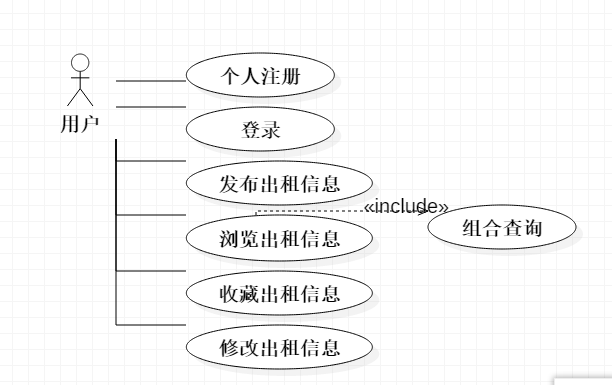 个人注册
用户
登录
发布出租信息
«include»
浏览出租信息
组合查询
收藏出租信息
修改出租信息